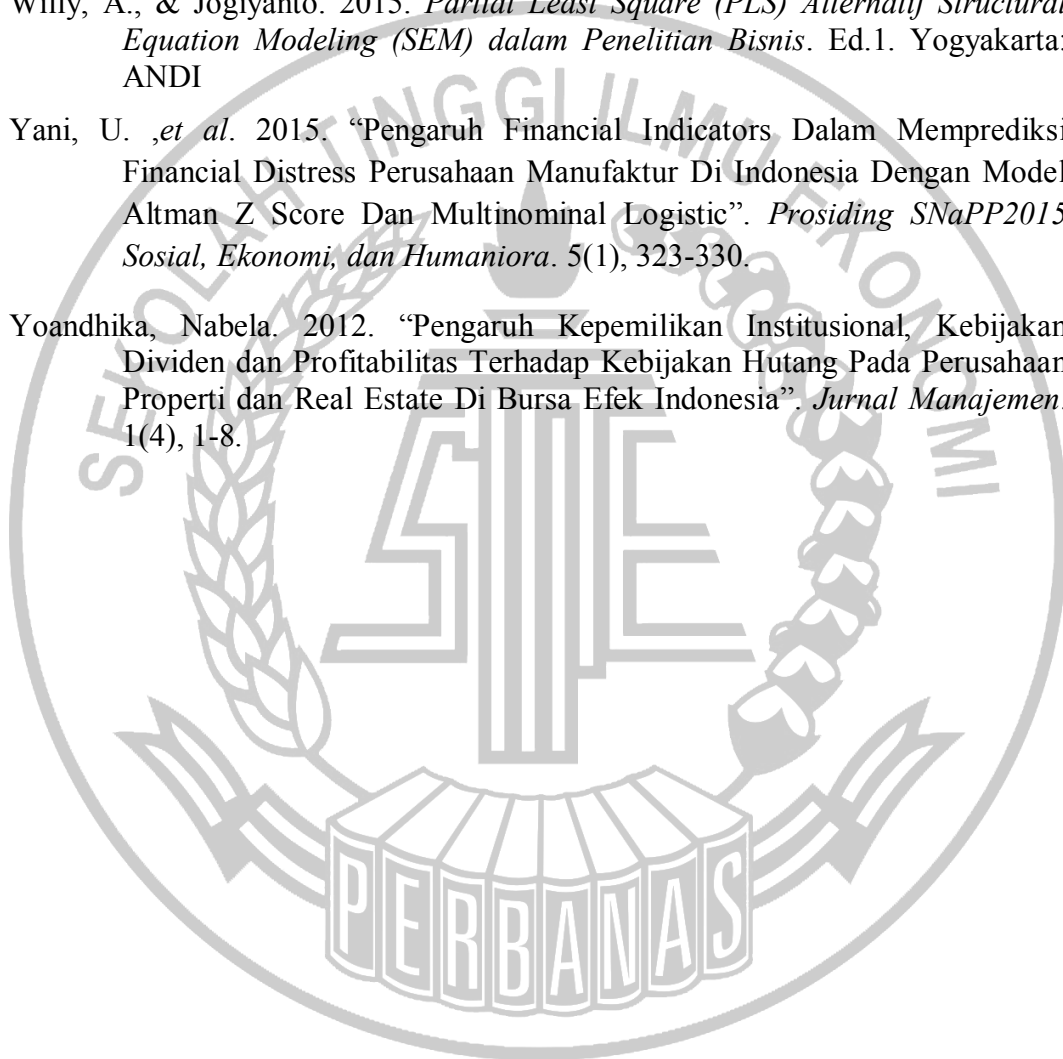 Willy, A., & Jogiyanto. 2015. Partial Least Square (PLS) Alternatif Structural
Equation Modeling (SEM) dalam Penelitian Bisnis. Ed.1. Yogyakarta:
ANDI
Yani, U. ,et al. 2015. “Pengaruh Financial Indicators Dalam Memprediksi
Financial Distress Perusahaan Manufaktur Di Indonesia Dengan Model
Altman Z Score Dan Multinominal Logistic”. Prosiding SNaPP2015
Sosial, Ekonomi, dan Humaniora. 5(1), 323-330.
Yoandhika, Nabela. 2012. “Pengaruh Kepemilikan Institusional, Kebijakan
Dividen dan Profitabilitas Terhadap Kebijakan Hutang Pada Perusahaan
Properti dan Real Estate Di Bursa Efek Indonesia”. Jurnal Manajemen.
1(4), 1-8.
SEKOLAH TINGGI ILMU EKONOMI
PERBANAS